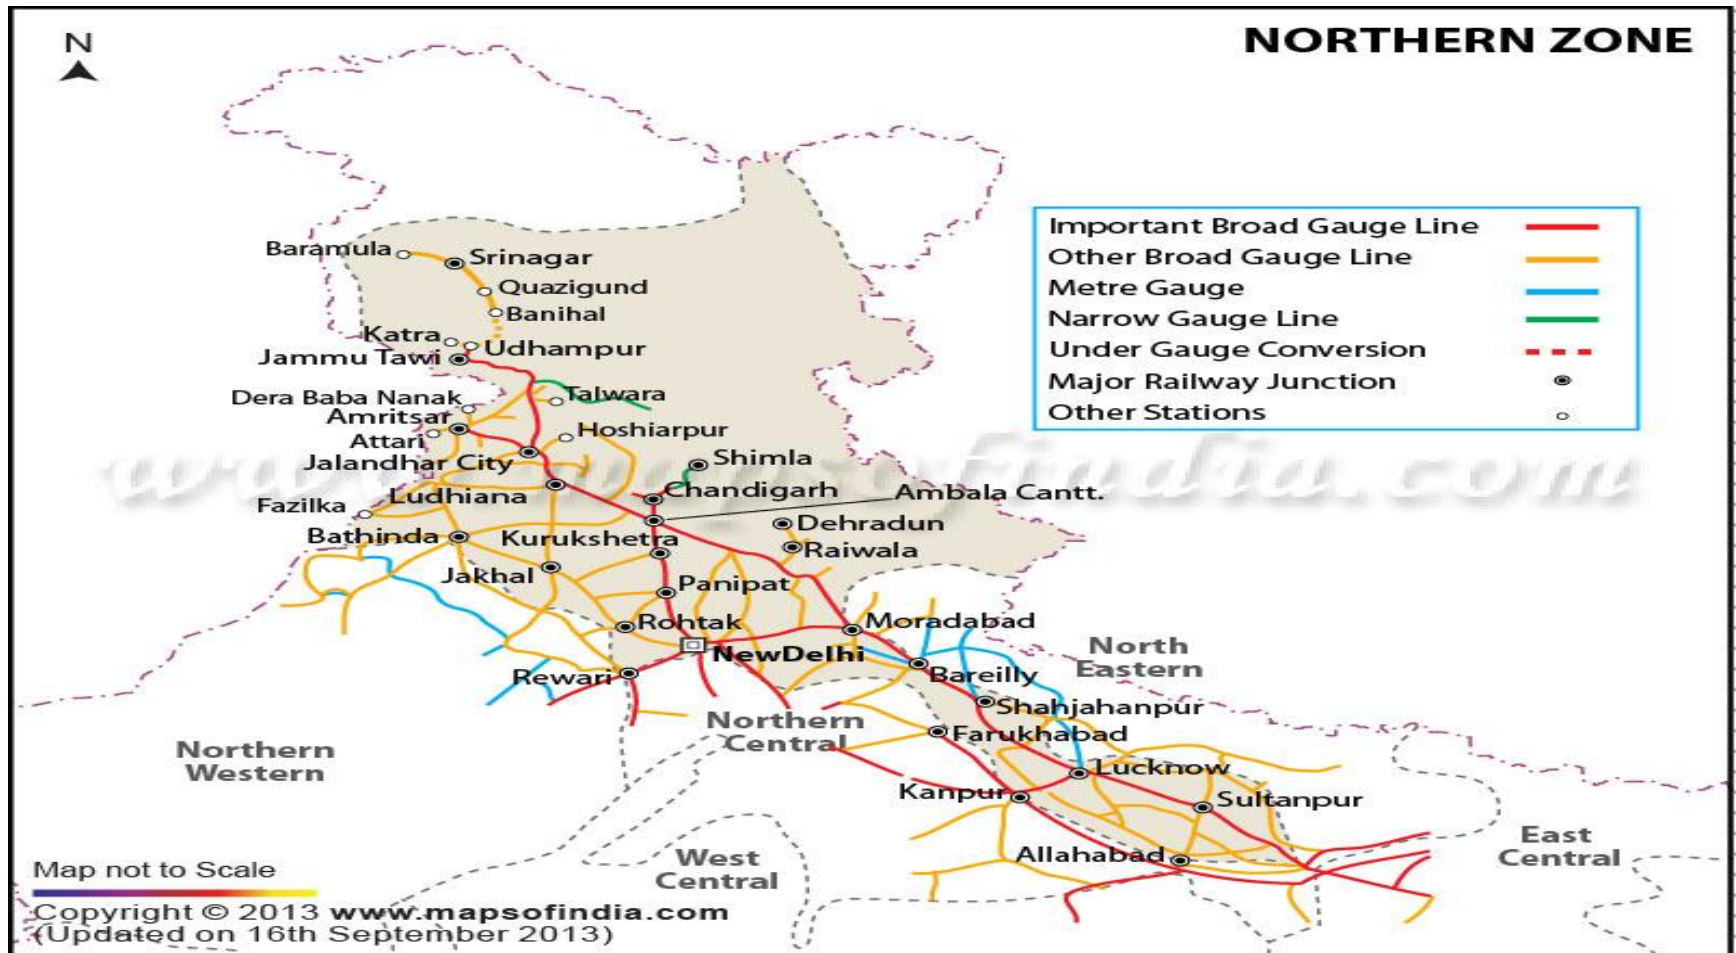 NORTHERN ZONE
N
Important Broad Gauge Line
Other Broad Gauge Line
Metre Gauge
Narrow Gauge Line
Under Gauge Conversion
Major Railway Junction
Other Stations
Baramula
Srinagar
Quazigund
Banihal
Katra
Udhampur
Jammu Tawi
Talwara
Dera Baba Nanak
Amritsar
Attari
Hoshiarpur
Jalandhar City
Shimla
www.mapsofindia.com
Ludhiana
Chandigarh
Ambala Cantt.
Fazilka
Dehradun
Bathinda
Kurukshetra
Raiwala
Jakhal
Panipat
Rohtak
Moradabad
NewDelhi
North
Eastern
Rewari
Bareilly
Shahjahanpur
Northern
Central
Farukhabad
Northern
Western
Lucknow
Kanpur
Sultanpur
East
Central
Allahabad
West
Central
Map not to Scale
Copyright © 2013 www.mapsofindia.com
(Updated on 16th September 2013)